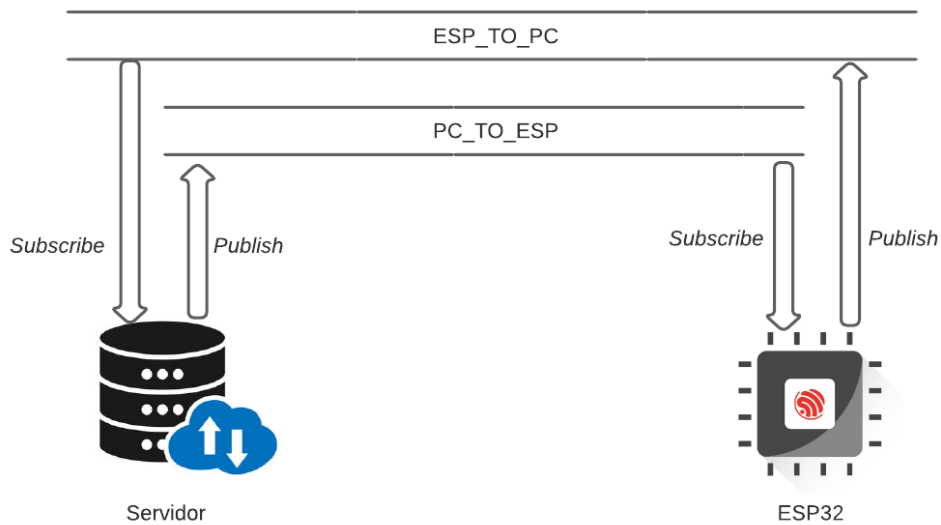 ESP_TO_PC
PC_TO_ESP
Subscribe
Publish
Subscribe
Publish
Servidor
ESP32